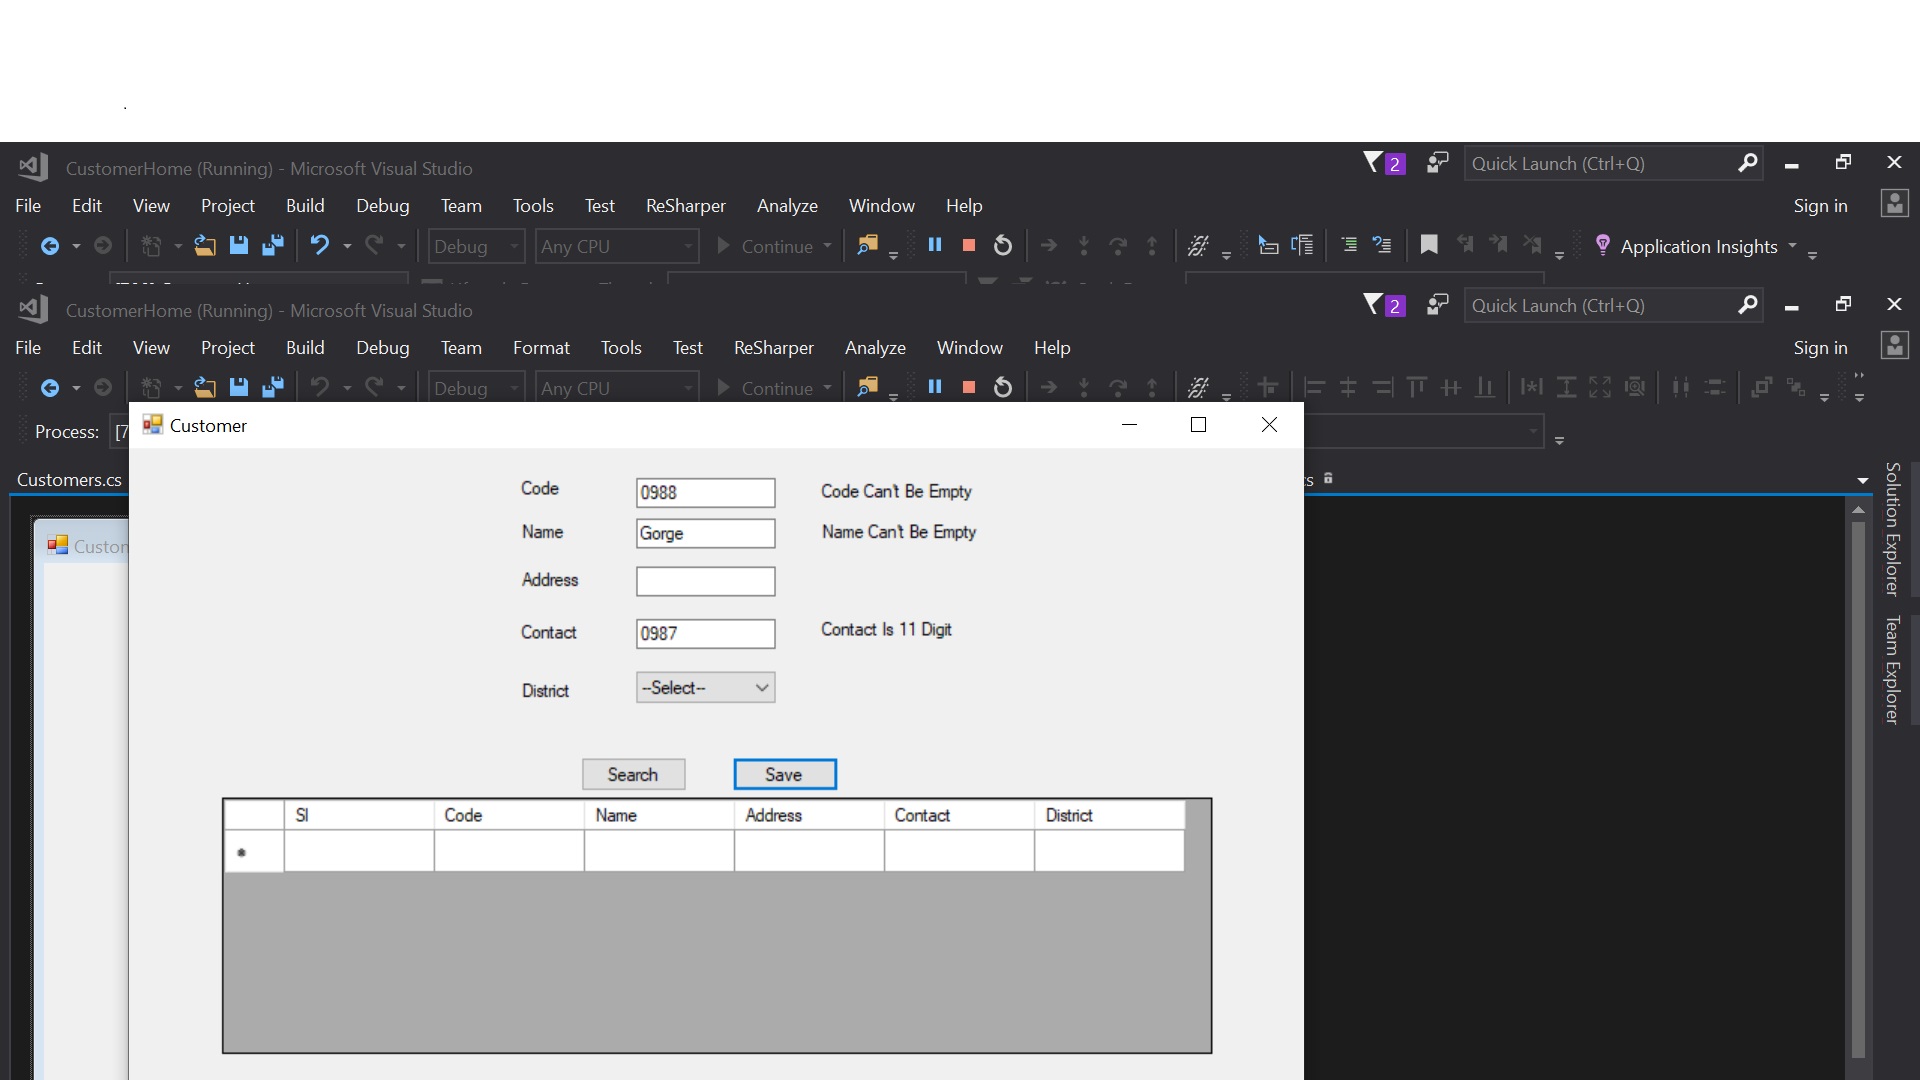 .
CustomerHome (Running) - Microsoft Visual Studio
2
Quick Launch (Ctrl+Q)
File Edit View Project Build Debug Team Tools Test ReSharper Analyze Window Help
Sign in
Debug Any CPU Continue
Application Insights
CustomerHome (Running) - Microsoft Visual Studio
2
Quick Launch (Ctrl+Q)
File Edit View Project Build Debug Team Format Tools Test ReSharper Analyze Window Help
Sign in
Debug Any CPU Continue
Process: [7
Customer
Customers.cs
cs
Custom
Code 0988 Code Can't Be Empty
Name Gorge Name Can't Be Empty
Address
Contact 0987 Contact Is 11 Digit
District --Select--
Search Save
Sl Code Name Address Contact District
Solution Explorer
Team Explorer